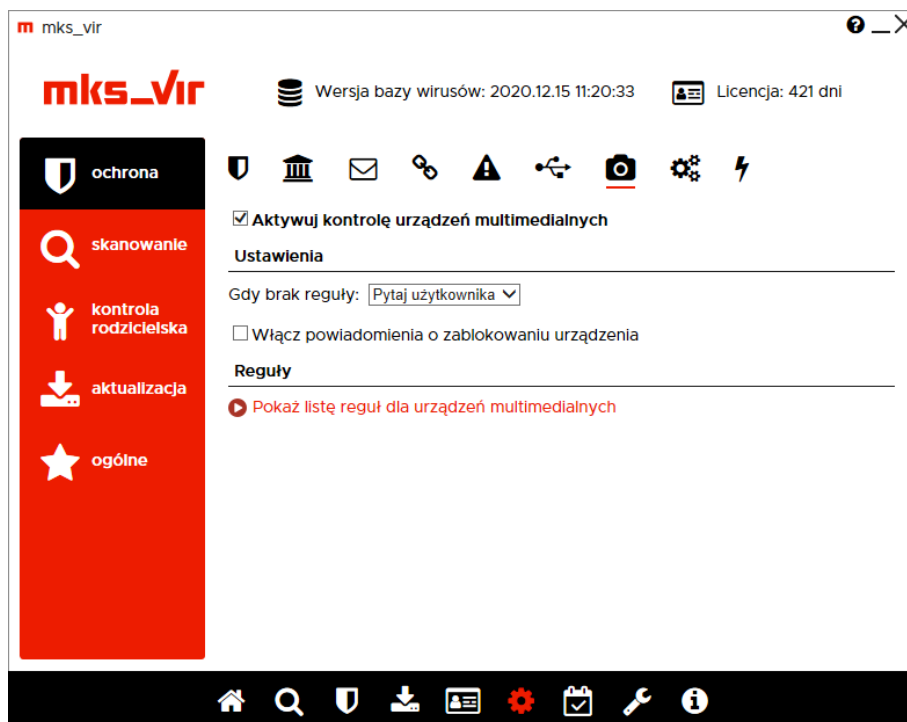 mks_vir
mks_vir
Wersja bazy wirusów: 2020.12.15 11:20:33
Licencja: 421 dni
ochrona
skanowanie
kontrola
rodzicielska
aktualizacja
ogólne
Aktywuj kontrolę urządzeń multimedialnych
Ustawienia
Gdy brak reguły: Pytaj użytkownika
Włącz powiadomienia o zablokowaniu urządzenia
Reguły
Pokaż listę reguł dla urządzeń multimedialnych